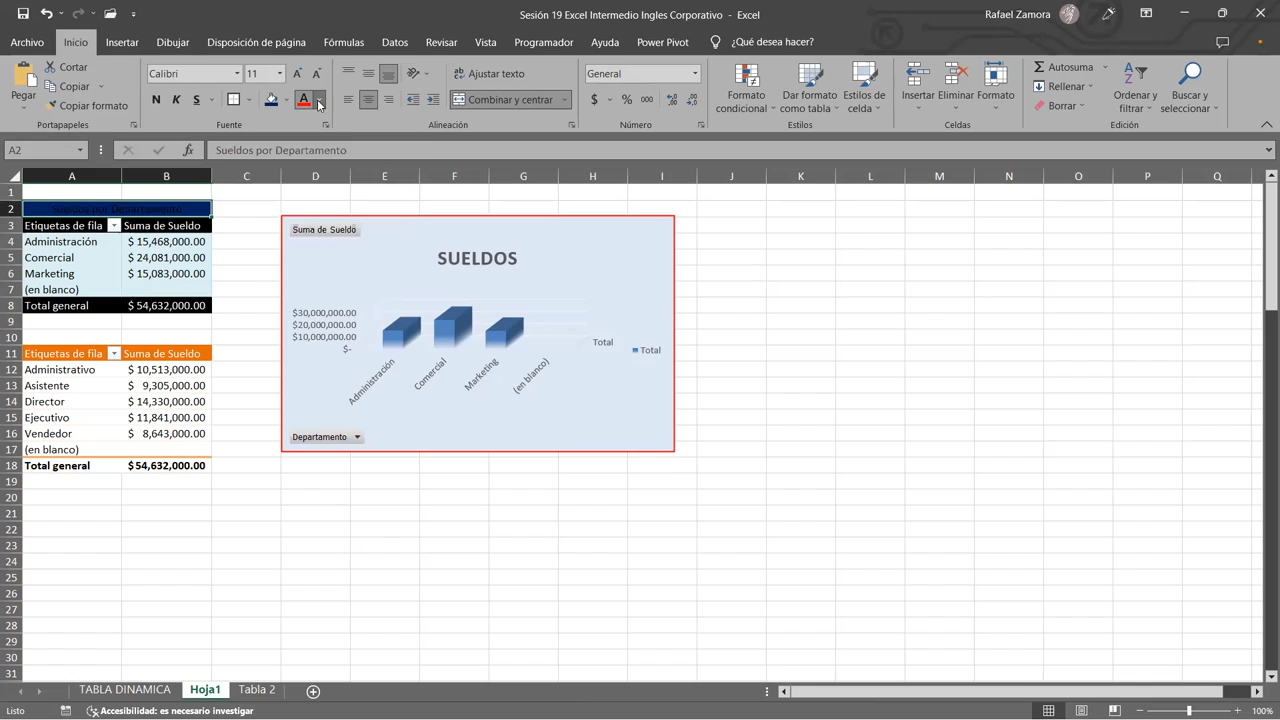 Sesión 19 Excel Intermedio Ingles Corporativo - Excel
Rafael Zamora
Archivo Inicio Insertar Dibujar Disposición de página Fórmulas Datos Revisar Vista Programador Ayuda Power Pivot ¿Qué desea hacer?
Pegar
Cortar
Copiar
Copiar formato
Portapapeles
Calibri 11
N K S
Fuente
Ajustar texto
Combinar y centrar
Alineación
General
$ % 000
Número
Formato condicional
Dar formato como tabla
Estilos de celda
Estilos
Insertar Eliminar Formato
Celdas
Autosuma
Rellenar
Borrar
Ordenar y filtrar
Buscar y seleccionar
Edición
A2 fx Sueldos por Departamento
A B C D E F G H I J K L M N O P Q
1
2 Sueldos por Departamento
3 Etiquetas de fila Suma de Sueldo
4 Administración $ 15,468,000.00
5 Comercial $ 24,081,000.00
6 Marketing $ 15,083,000.00
7 (en blanco)
8 Total general $ 54,632,000.00
9
10
11 Etiquetas de fila Suma de Sueldo
12 Administrativo $ 10,513,000.00
13 Asistente $ 9,305,000.00
14 Director $ 14,330,000.00
15 Ejecutivo $ 11,841,000.00
16 Vendedor $ 8,643,000.00
17 (en blanco)
18 Total general $ 54,632,000.00
19
20
21
22
23
24
25
26
27
28
29
30
31
Suma de Sueldo
SUELDOS
$30,000,000.00
$20,000,000.00
$10,000,000.00
$-
Administración
Comercial
Marketing
(en blanco)
Total
Total
Departamento
TABLA DINAMICA Hoja1 Tabla 2
Listo Accesibilidad: es necesario investigar 100%